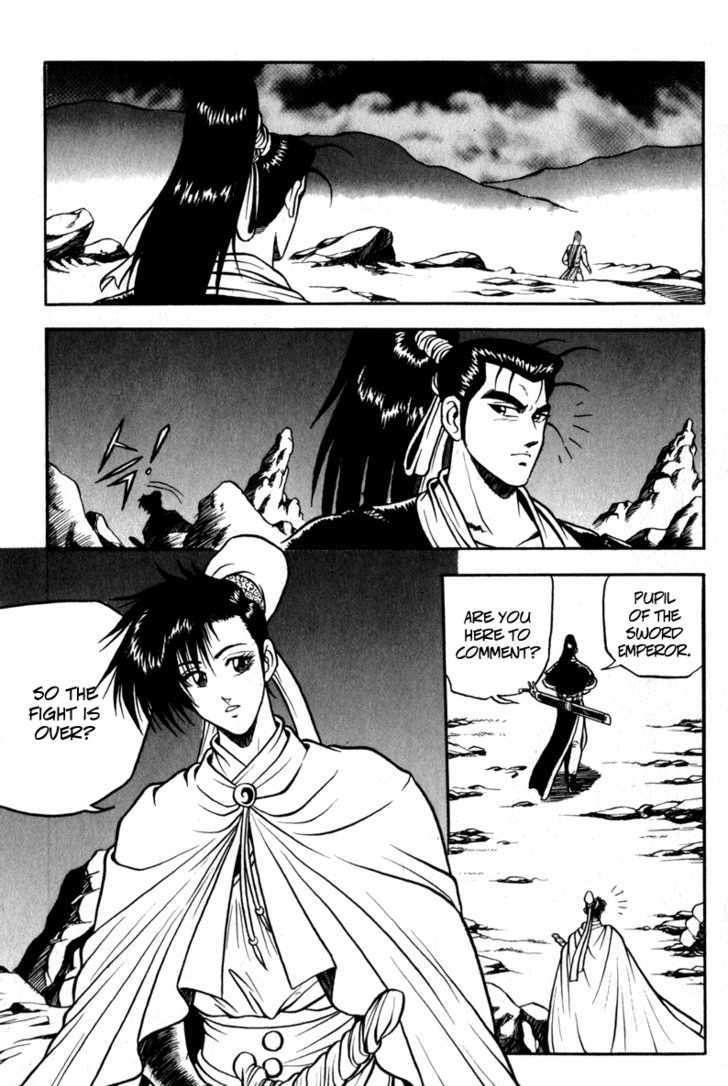 PUPIL
OF THE
SWORD
EMPEROR.
ARE YOU
HERE TO
COMMENT?
SO THE
FIGHT IS
OVER?